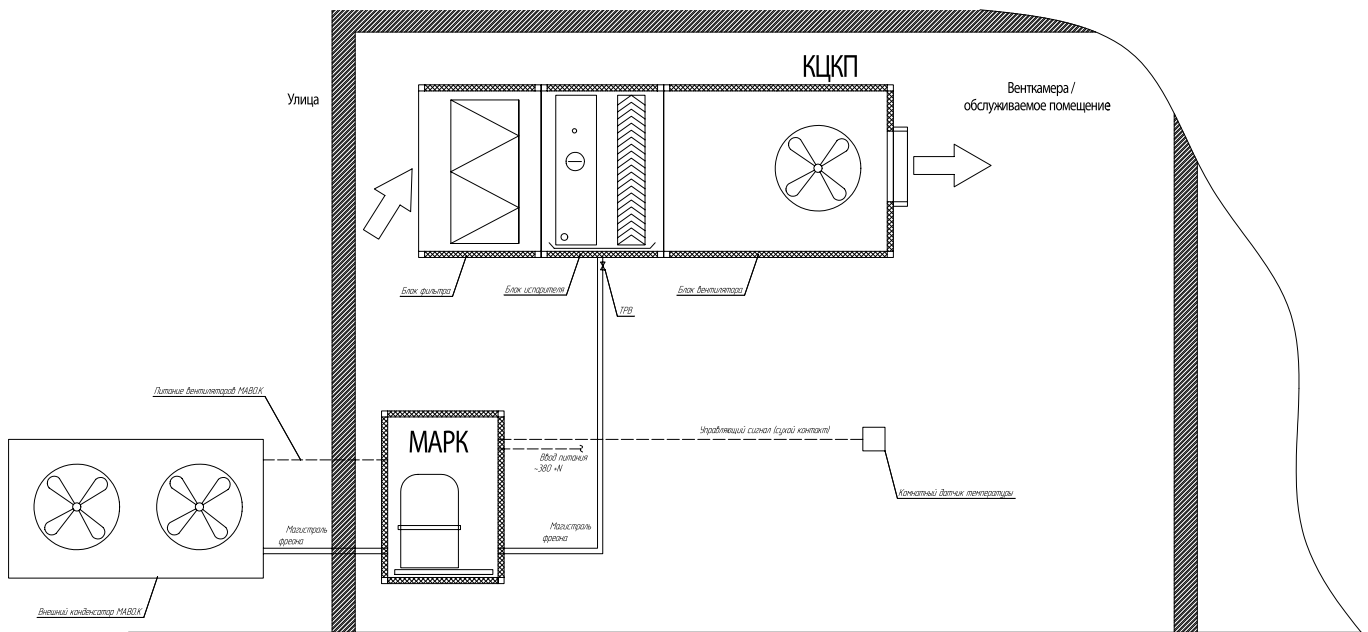 КЦКП
Улица
Венткамера /
обслуживаемое помещение
Блок фильтра
Блок испарителя
Блок вентилятора
ТРВ
Питание вентиляторов МАВО.К
МАРК
Управляющий сигнал (сухой контакт)
Ввод питания
~380 +N
Комнатный датчик температуры
Магистраль
фреона
Магистраль
фреона
Внешний конденсатор МАВО.К